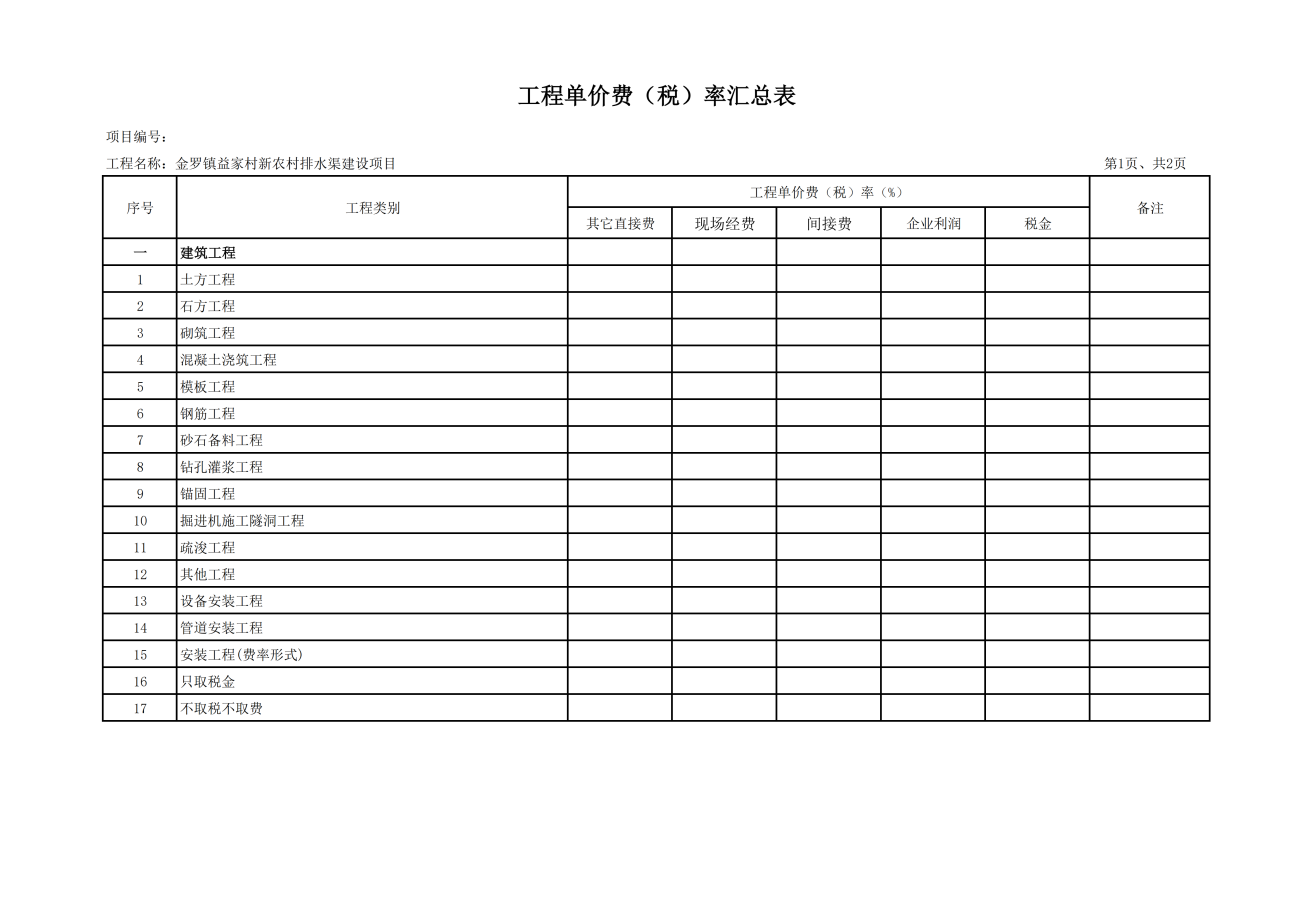 工程单价费（税）率汇总表
项目编号：
工程名称：金罗镇益家村新农村排水渠建设项目 第1页、共2页
序号 工程类别 工程单价费（税）率（%） 备注
其它直接费 现场经费 间接费 企业利润 税金
一 建筑工程
1 土方工程
2 石方工程
3 砌筑工程
4 混凝土浇筑工程
5 模板工程
6 钢筋工程
7 砂石备料工程
8 钻孔灌浆工程
9 锚固工程
10 掘进机施工隧洞工程
11 疏浚工程
12 其他工程
13 设备安装工程
14 管道安装工程
15 安装工程(费率形式)
16 只取税金
17 不取税不取费